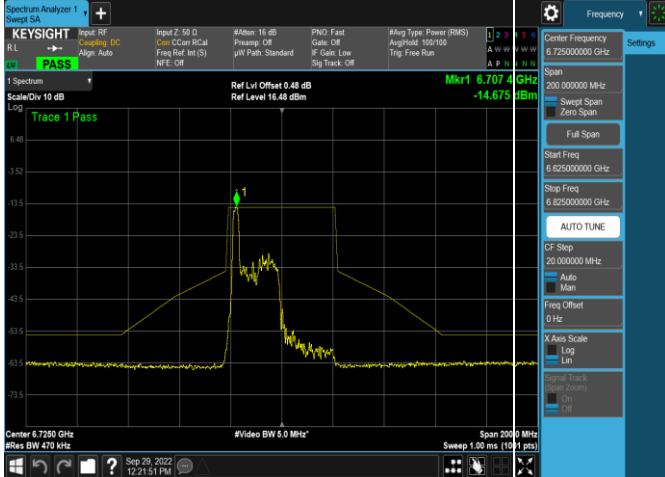 Spectrum Analyzer 1
Swept SA
Frequency
KEYSIGHT
Input: RF
Input Z: 50 Ω
#Atten: 16 dB
PNO: Fast
#Avg Type: Power (RMS)
1 2 3 4 5 6
R L
Coupling: DC
Corr CCorr RCal
Preamp: Off
Gate: Off
Avg|Hold: 100/100
A W W W W W
Align: Auto
Freq Ref: Int (S)
µW Path: Standard
IF Gain: Low
Trig: Free Run
LV
PASS
NFE: Off
Sig Track: Off
A P N N N N
1 Spectrum
Ref Lvl Offset 0.48 dB
Mkr1 6.707 4 GHz
Scale/Div 10 dB
Ref Level 16.48 dBm
-14.675 dBm
Log
Trace 1 Pass
6.48
-3.52
-13.5
1
-23.5
-33.5
-43.5
-53.5
-63.5
-73.5
Center 6.7250 GHz
#Video BW 5.0 MHz*
Span 200.0 MHz
#Res BW 470 kHz
Sweep 1.00 ms (1001 pts)
Sep 29, 2022
12:21:51 PM
Settings
Center Frequency
6.725000000 GHz
Span
200.000000 MHz
Swept Span
Zero Span
Full Span
Start Freq
6.625000000 GHz
Stop Freq
6.825000000 GHz
AUTO TUNE
CF Step
20.000000 MHz
Auto
Man
Freq Offset
0 Hz
X Axis Scale
Log
Lin
Signal Track
(Span Zoom)
On
Off